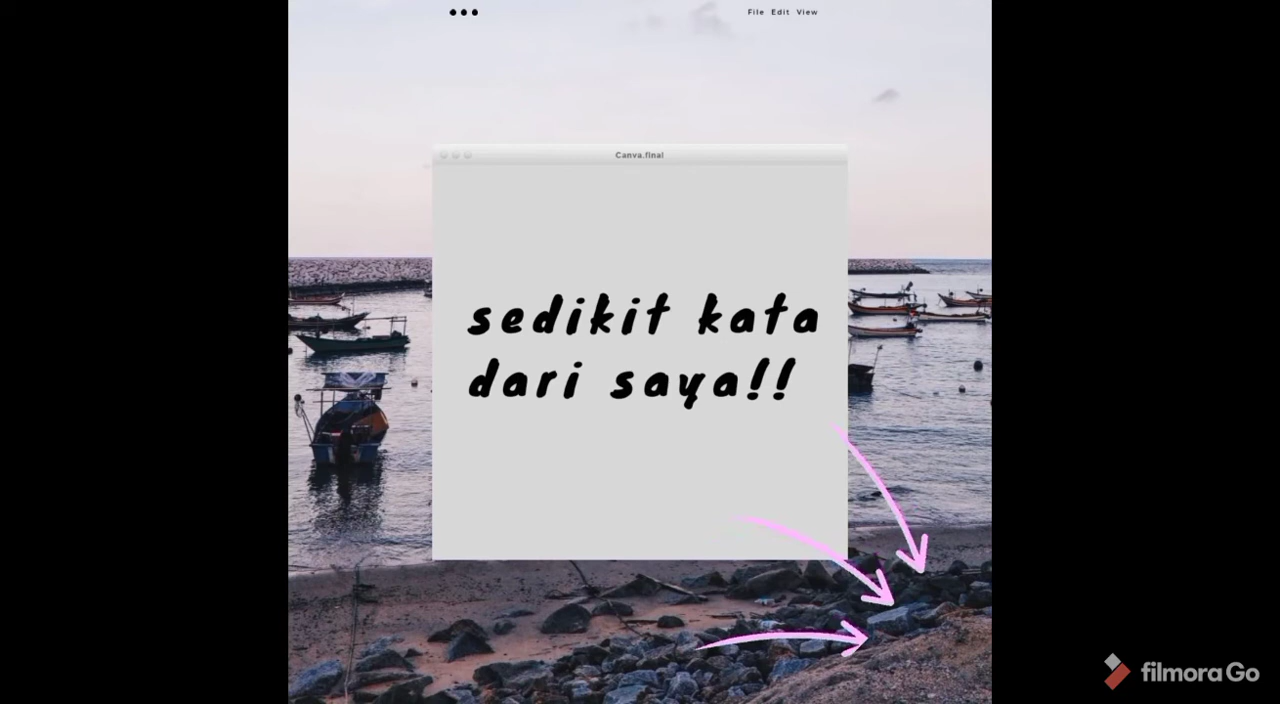 File Edit View
Canva.final
sedikit kata
dari saya!!
filmoraGo